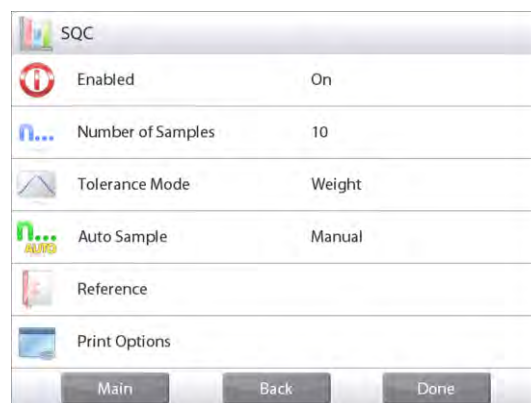 SQC
Enabled On
n... Number of Samples 10
Tolerance Mode Weight
n... AUTO Auto Sample Manual
Reference
Print Options
Main Back Done